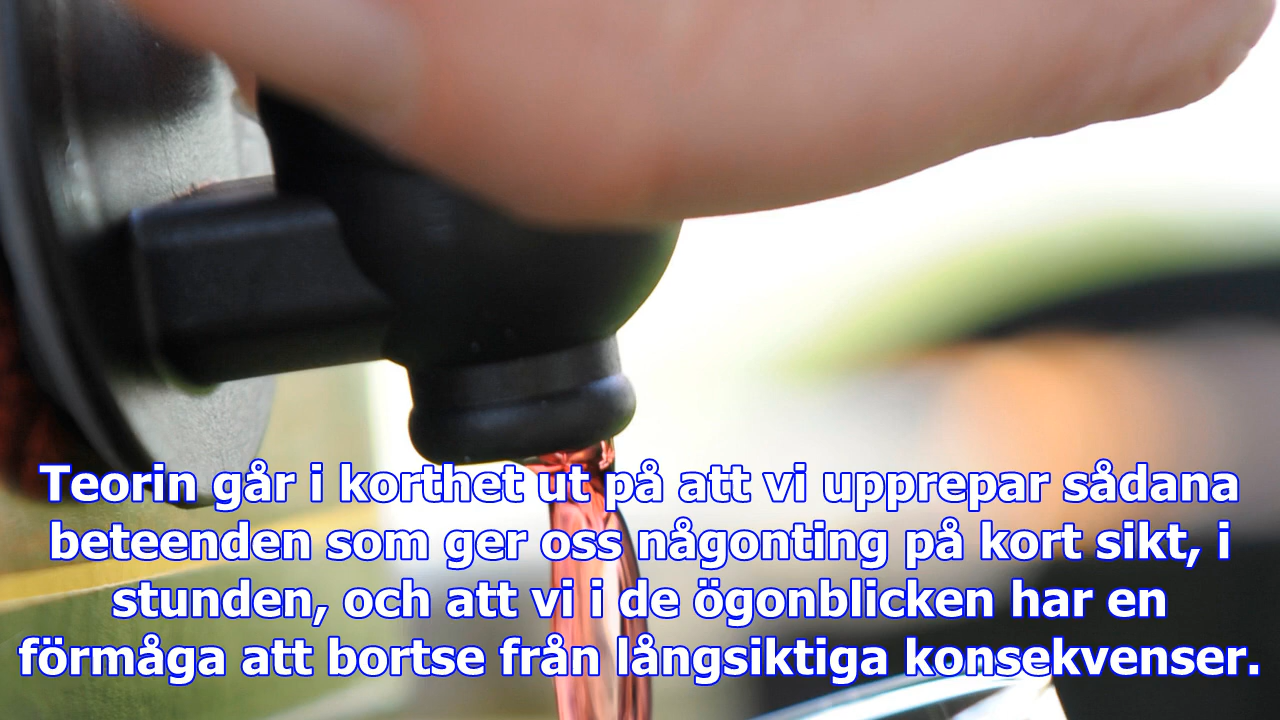 Teorin går i korthet ut på att vi upprepar sådana
beteenden som ger oss någonting på kort sikt, i
stunden, och att vi i de ögonblicken har en
förmåga att bortse från långsiktiga konsekvenser.